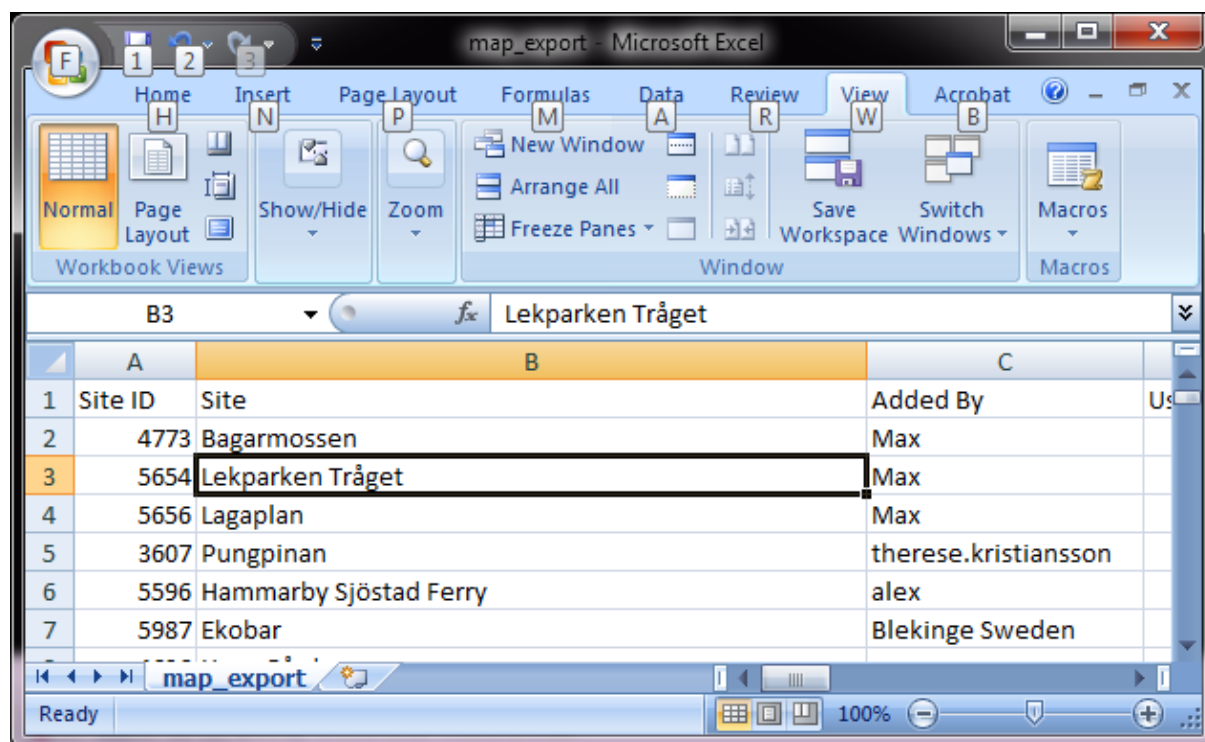 map_export - Microsoft Excel
F 1 2 3
Home Insert Page Layout Formulas Data Review View Acrobat
H N P M A R W B
Normal
Page Layout
Show/Hide
Zoom
New Window
Arrange All
Freeze Panes
Save Workspace
Switch Windows
Macros
Workbook Views Window Macros
B3 fx Lekparken Tråget
A B C
1 Site ID Site Added By
2 4773 Bagarmossen Max
3 5654 Lekparken Tråget Max
4 5656 Lagaplan Max
5 3607 Pungpinan therese.kristiansson
6 5596 Hammarby Sjöstad Ferry alex
7 5987 Ekobar Blekinge Sweden
map_export
Ready 100%